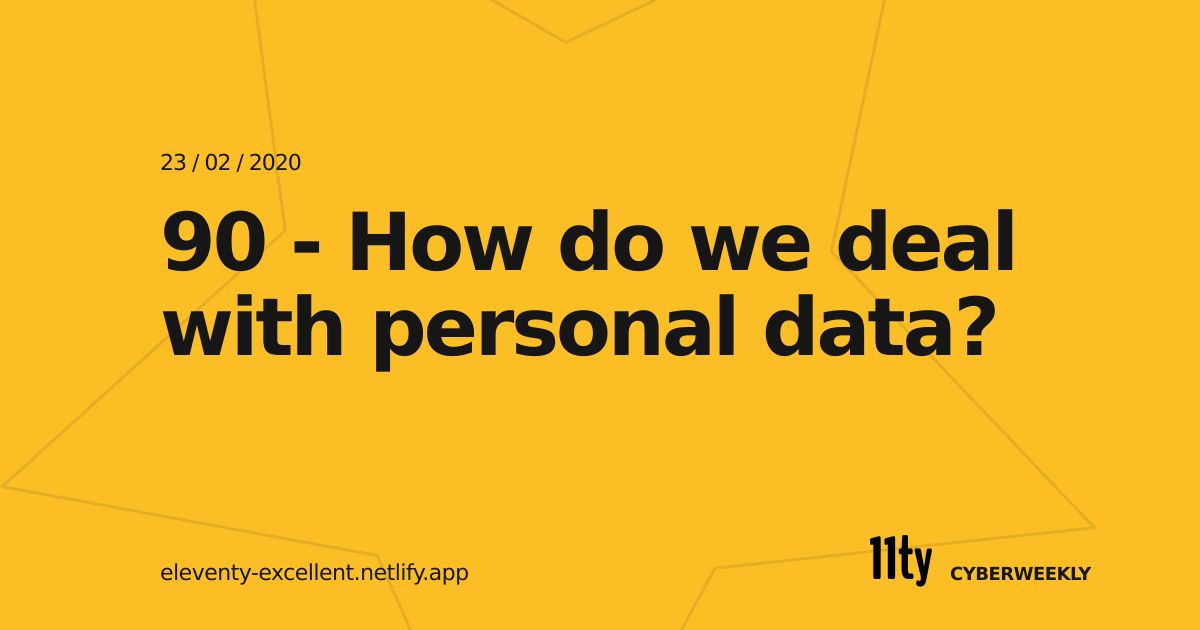 23 / 02 / 2020
90 - How do we deal
with personal data?
eleventy-excellent.netlify.app
11ty CYBERWEEKLY